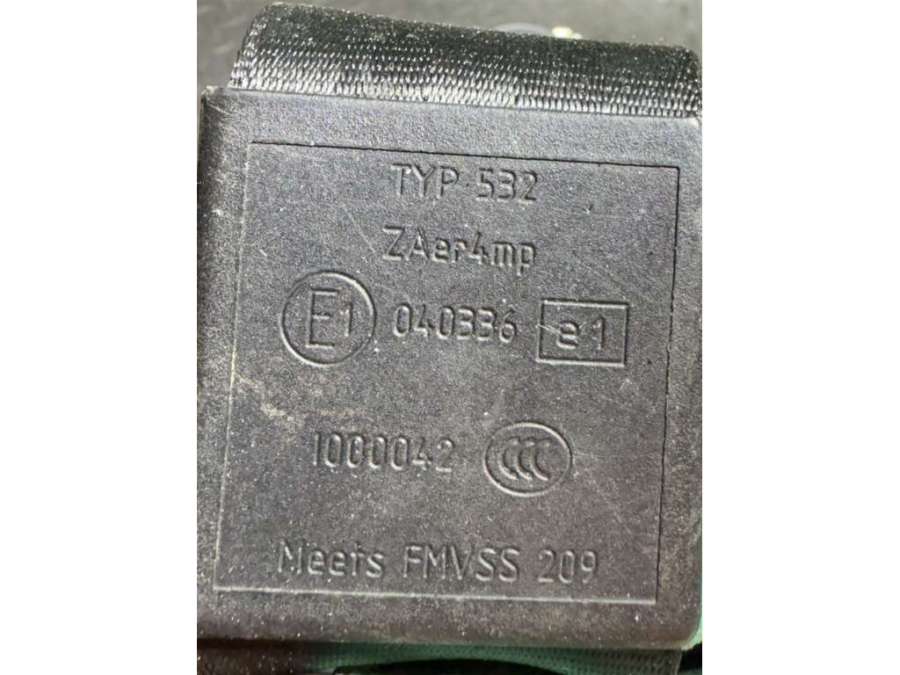 TYP 532
ZAer4mp
E1 040336 e1
1000042 CCC
Meets FMVSS 209